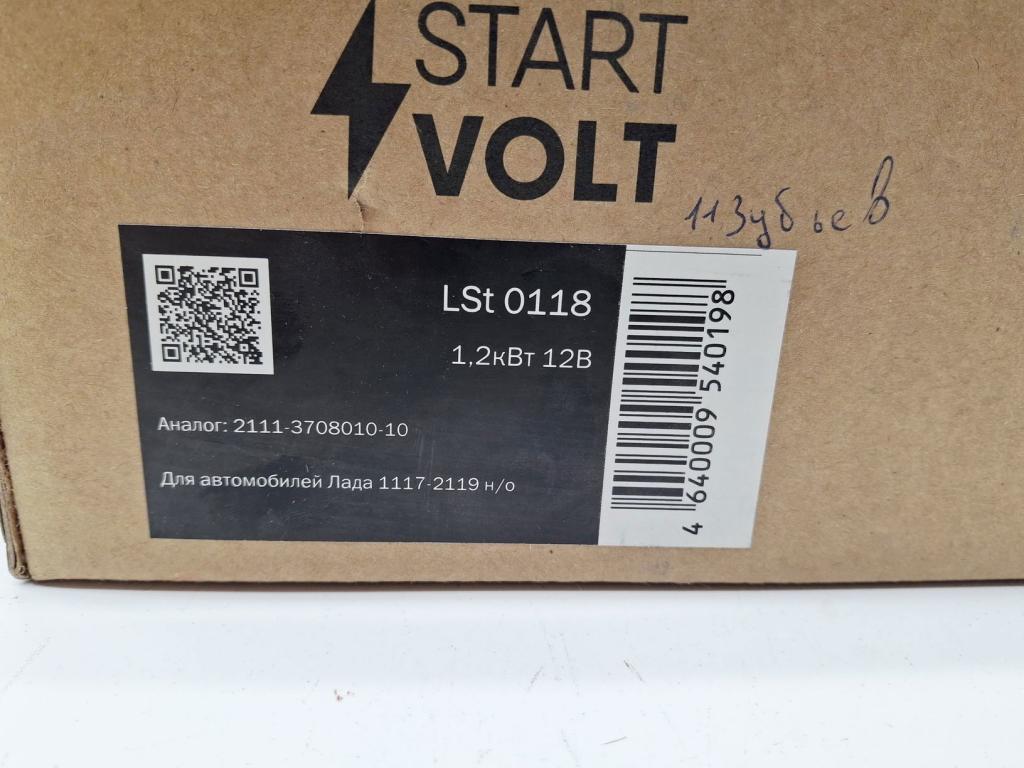 START
VOLT
11 зубьев
LSt 0118
1,2кВт 12В
Аналог: 2111-3708010-10
Для автомобилей Лада 1117-2119 н/о
4 640009 540198